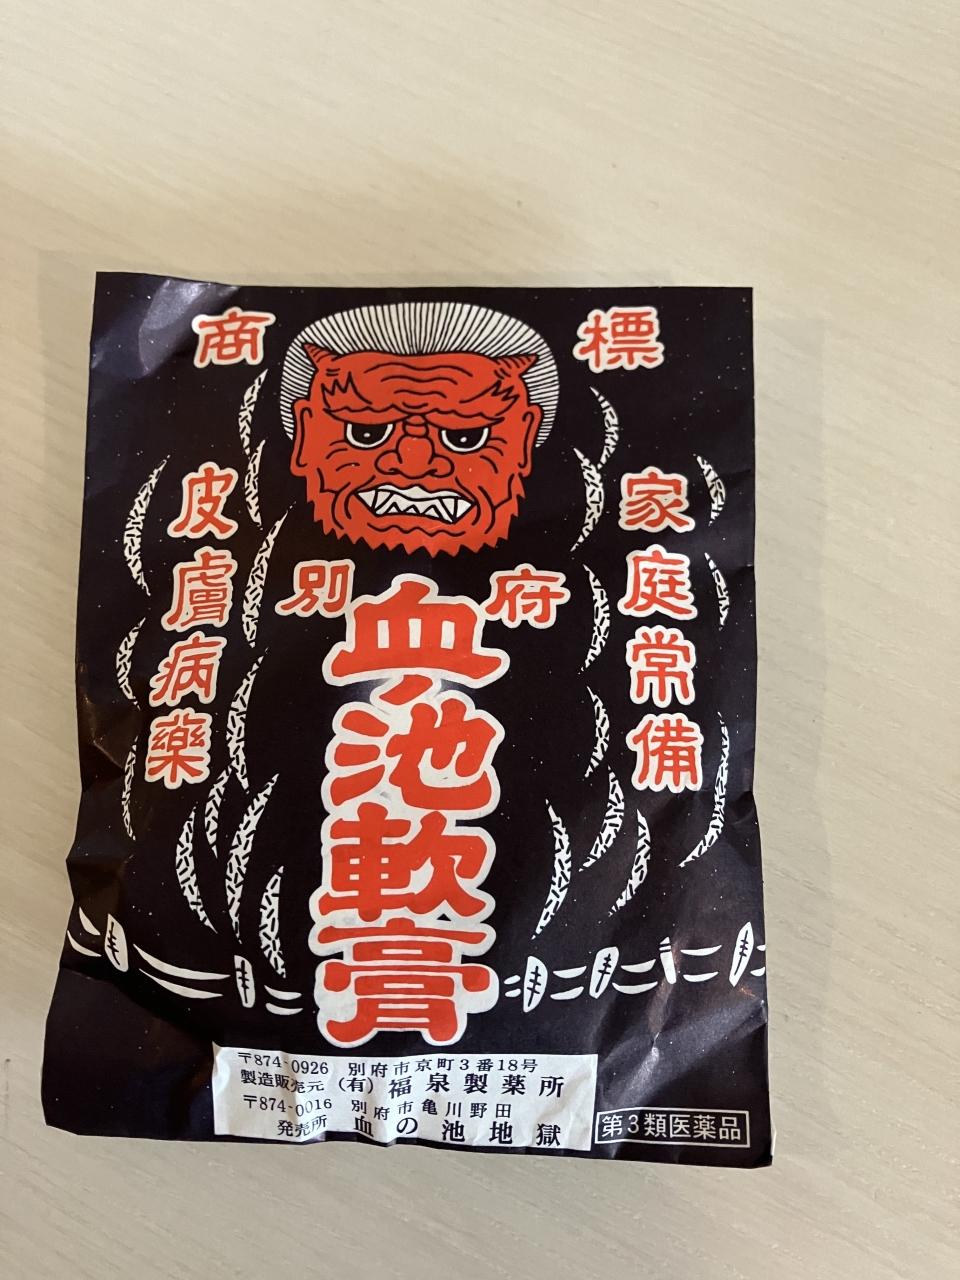 商標
家庭常備
皮膚病薬
別府
血ノ池軟膏
〒874-0926 別府市京町3番18号
製造販売元 (有)福泉製薬所
〒874-0016 別府市亀川野田
発売所 血の池地獄
第3類医薬品